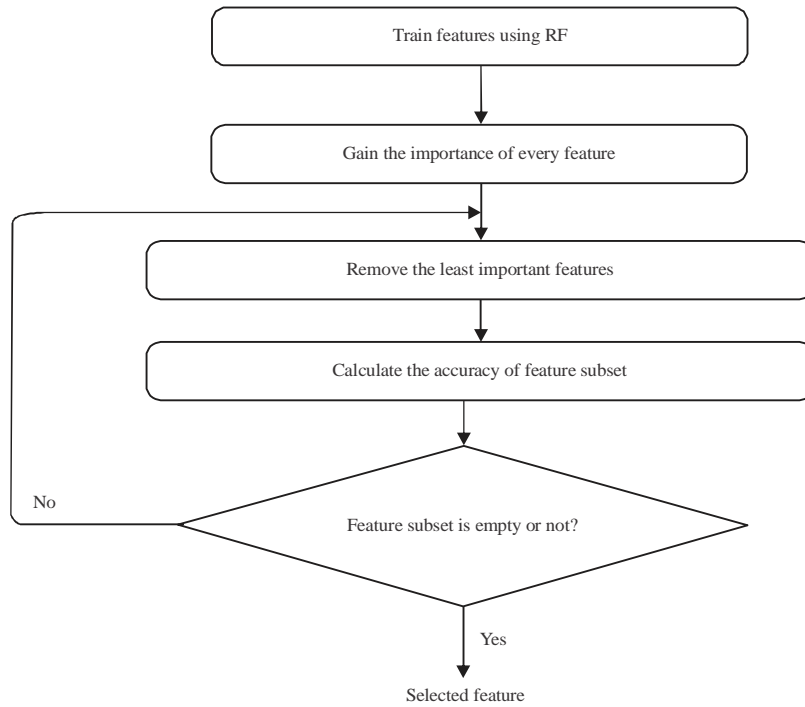 Train features using RF
Gain the importance of every feature
Remove the least important features
Calculate the accuracy of feature subset
No
Feature subset is empty or not?
Yes
Selected feature